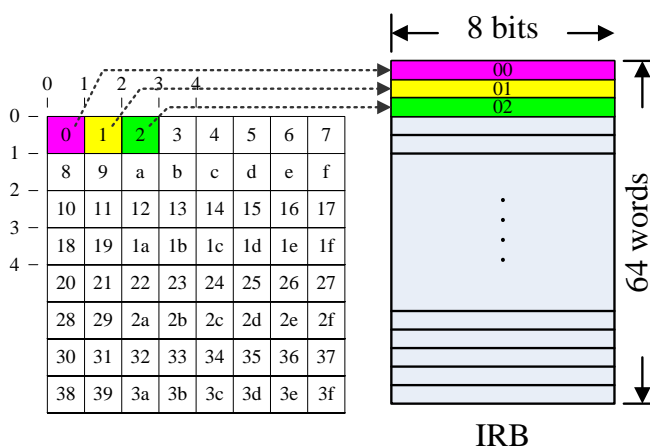 8 bits
00
01
02
0 1 2 3 4
0
1
2
3
4
0 1 2 3 4 5 6 7
8 9 a b c d e f
10 11 12 13 14 15 16 17
18 19 1a 1b 1c 1d 1e 1f
20 21 22 23 24 25 26 27
28 29 2a 2b 2c 2d 2e 2f
30 31 32 33 34 35 36 37
38 39 3a 3b 3c 3d 3e 3f
64 words
IRB